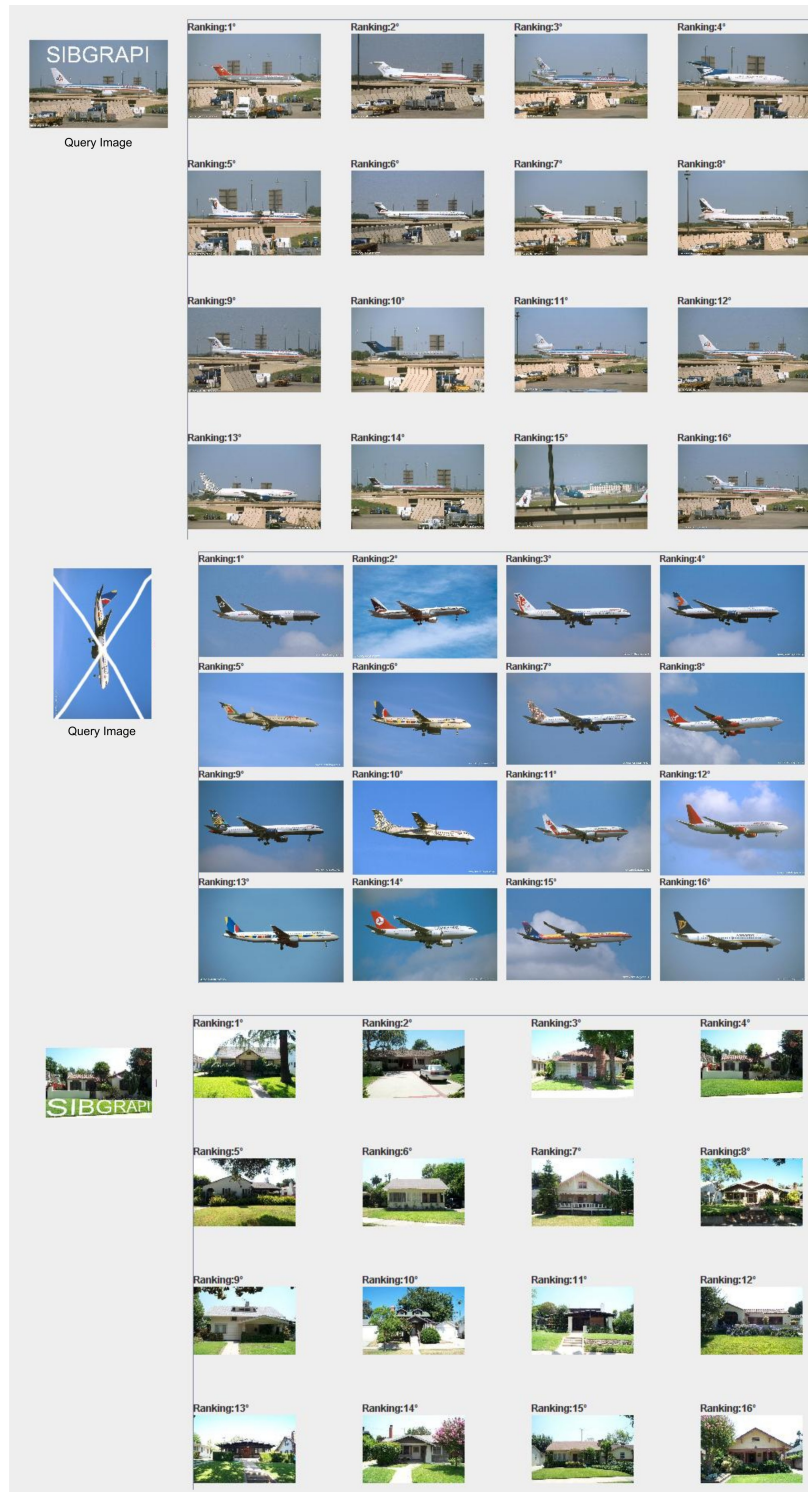 Ranking:1° Ranking:2° Ranking:3° Ranking:4°
SIBGRAPI
Query Image
Ranking:5° Ranking:6° Ranking:7° Ranking:8°
Ranking:9° Ranking:10° Ranking:11° Ranking:12°
Ranking:13° Ranking:14° Ranking:15° Ranking:16°
Ranking:1° Ranking:2° Ranking:3° Ranking:4°
Ranking:5° Ranking:6° Ranking:7° Ranking:8°
Query Image
Ranking:9° Ranking:10° Ranking:11° Ranking:12°
Ranking:13° Ranking:14° Ranking:15° Ranking:16°
Ranking:1° Ranking:2° Ranking:3° Ranking:4°
SIBGRAPI
Ranking:5° Ranking:6° Ranking:7° Ranking:8°
Ranking:9° Ranking:10° Ranking:11° Ranking:12°
Ranking:13° Ranking:14° Ranking:15° Ranking:16°